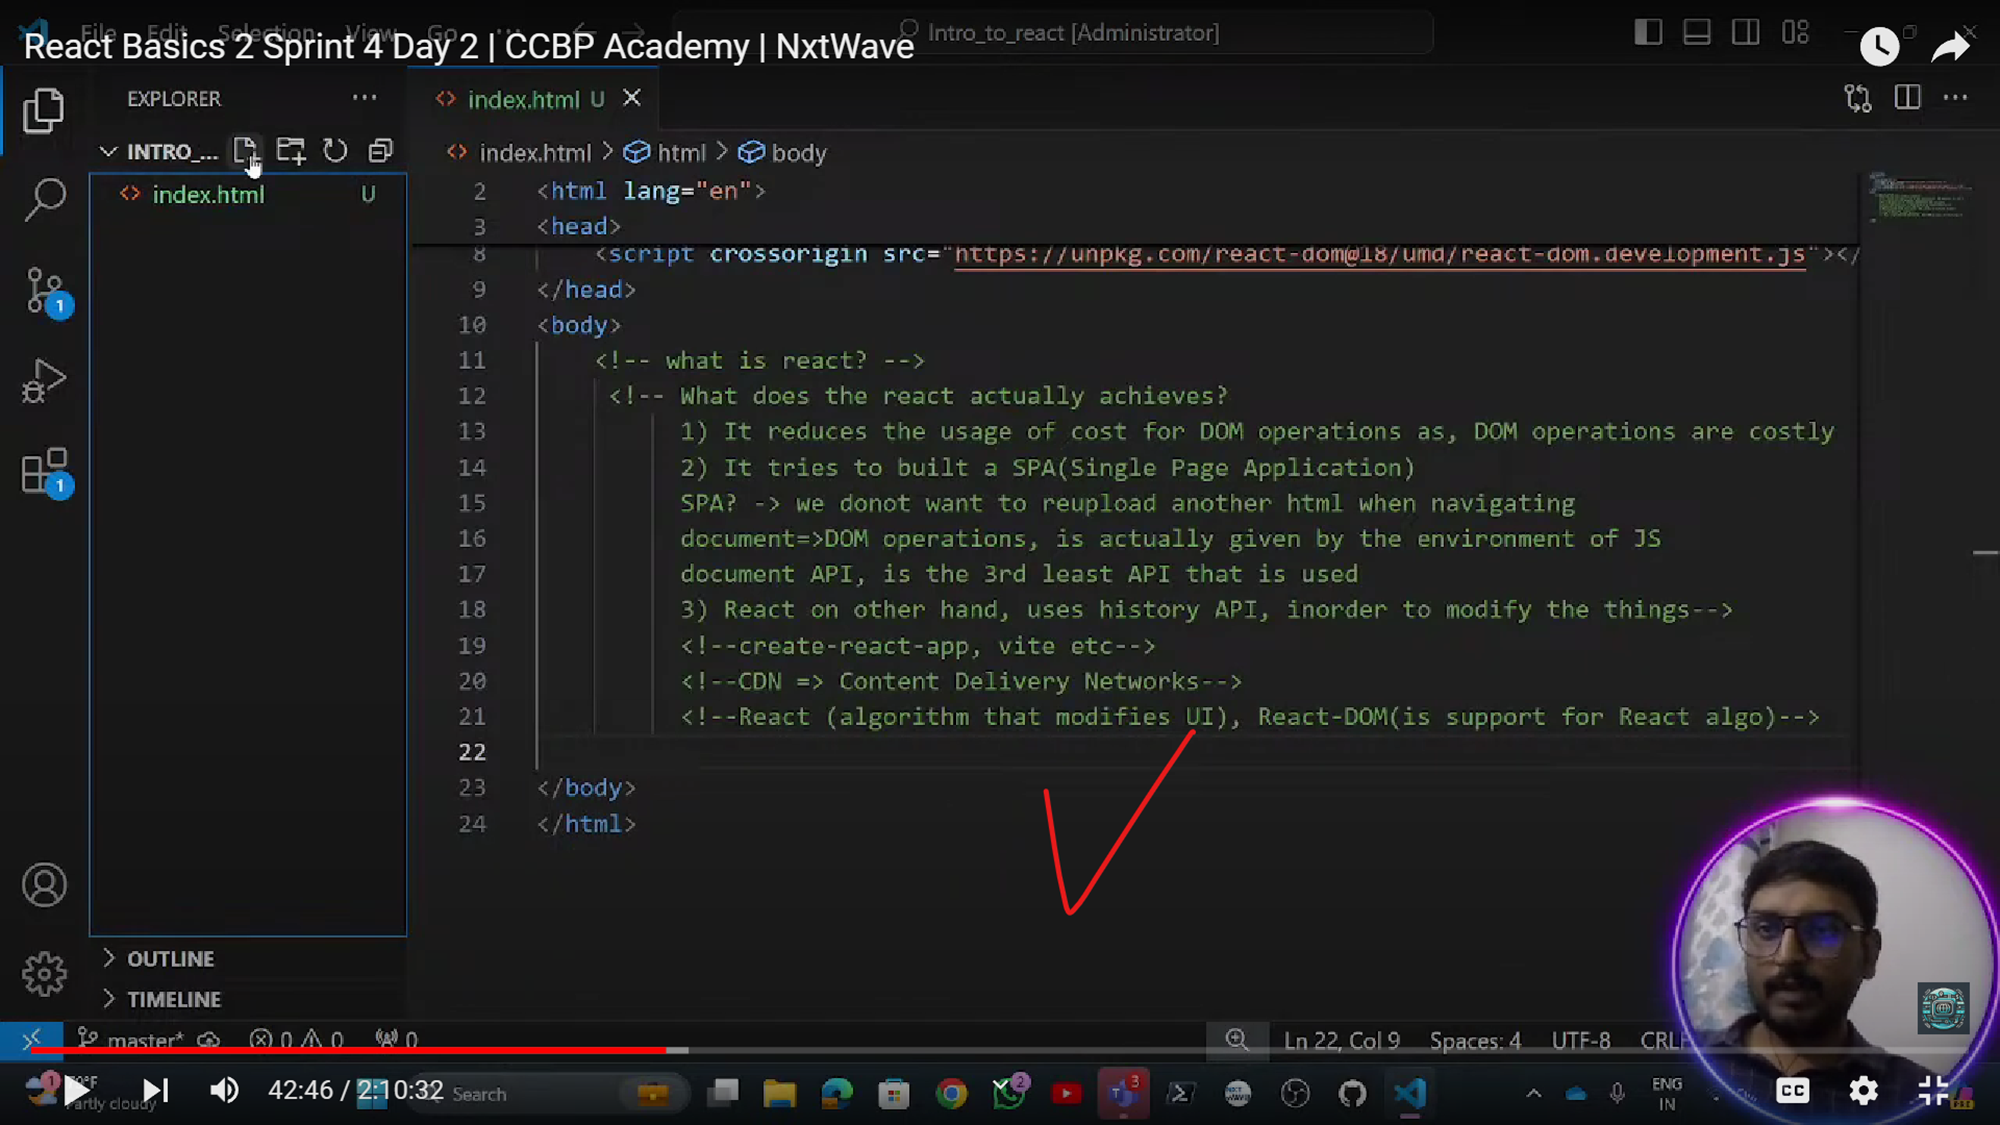 File Edit Selection View Go
Intro_to_react [Administrator]
React Basics 2 Sprint 4 Day 2 | CCBP Academy | NxtWave
EXPLORER
index.html U
INTRO_...
index.html > html > body
index.html U
2 <html lang="en">
3 <head>
8 <script crossorigin src="https://unpkg.com/react-dom@18/umd/react-dom.development.js"></
9 </head>
10 <body>
11 <!-- what is react? -->
12 <!-- What does the react actually achieves?
13 1) It reduces the usage of cost for DOM operations as, DOM operations are costly
14 2) It tries to built a SPA(Single Page Application)
15 SPA? -> we donot want to reupload another html when navigating
16 document=>DOM operations, is actually given by the environment of JS
17 document API, is the 3rd least API that is used
18 3) React on other hand, uses history API, inorder to modify the things-->
19 <!--create-react-app, vite etc-->
20 <!--CDN => Content Delivery Networks-->
21 <!--React (algorithm that modifies UI), React-DOM(is support for React algo)-->
22
23 </body>
24 </html>
1
1
OUTLINE
TIMELINE
master* 0 0 0
Ln 22, Col 9 Spaces: 4 UTF-8 CRLF
1
Partly cloudy
42:46 / 2:10:32
Search
2
3
ENG
IN
CC